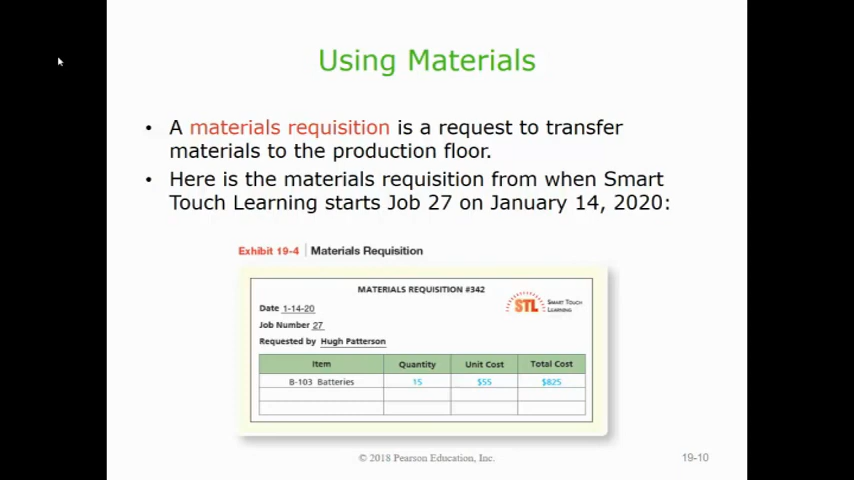 Using Materials
• A materials requisition is a request to transfer
materials to the production floor.
• Here is the materials requisition from when Smart
Touch Learning starts Job 27 on January 14, 2020:
Exhibit 19-4 | Materials Requisition
MATERIALS REQUISITION #342
STL SMART TOUCH
LEARNING
Date 1-14-20
Job Number 27
Requested by Hugh Patterson
Item Quantity Unit Cost Total Cost
B-103 Batteries 15 $55 $825
© 2018 Pearson Education, Inc.
19-10